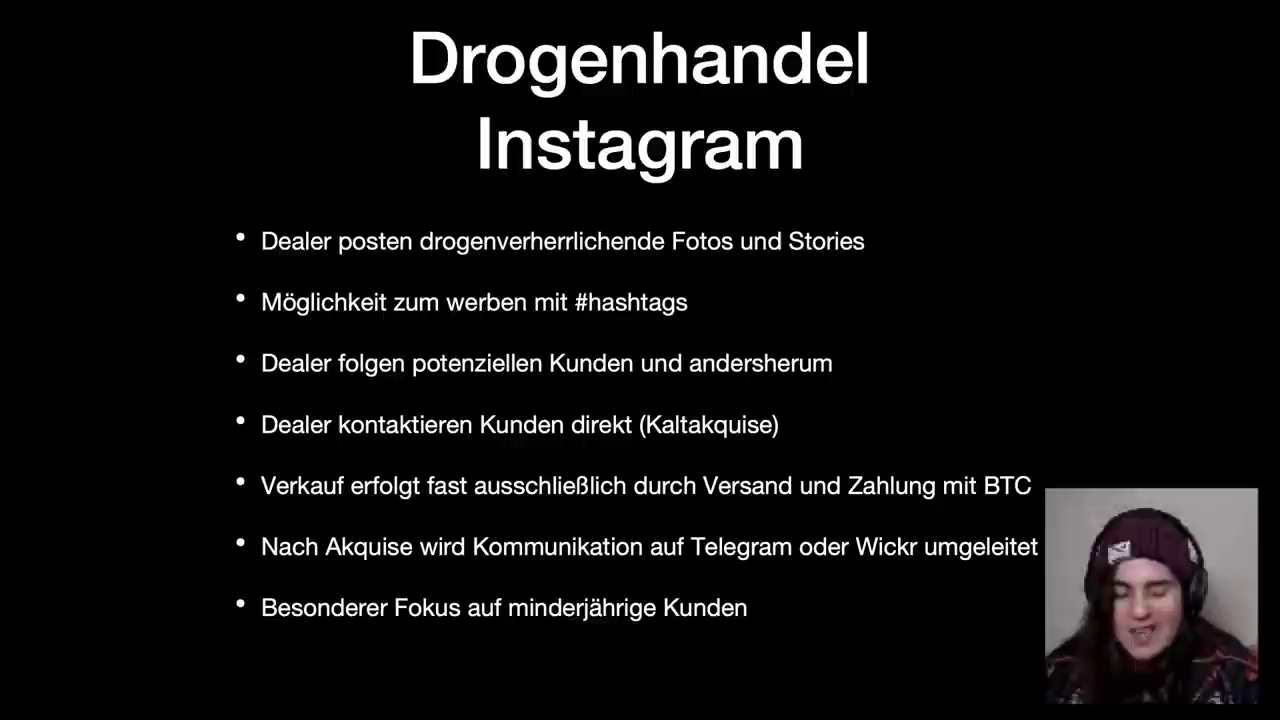 Drogenhandel
Instagram
• Dealer posten drogenverherrlichende Fotos und Stories
• Möglichkeit zum werben mit #hashtags
• Dealer folgen potenziellen Kunden und andersherum
• Dealer kontaktieren Kunden direkt (Kaltakquise)
• Verkauf erfolgt fast ausschließlich durch Versand und Zahlung mit BTC
• Nach Akquise wird Kommunikation auf Telegram oder Wickr umgeleitet
• Besonderer Fokus auf minderjährige Kunden